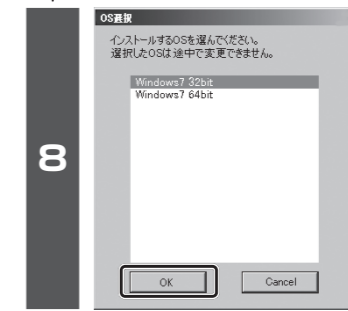 OS選択
インストールするOSを選んでください。
選択したOSは途中で変更できません。
Windows7 32bit
Windows7 64bit
8
OK
Cancel